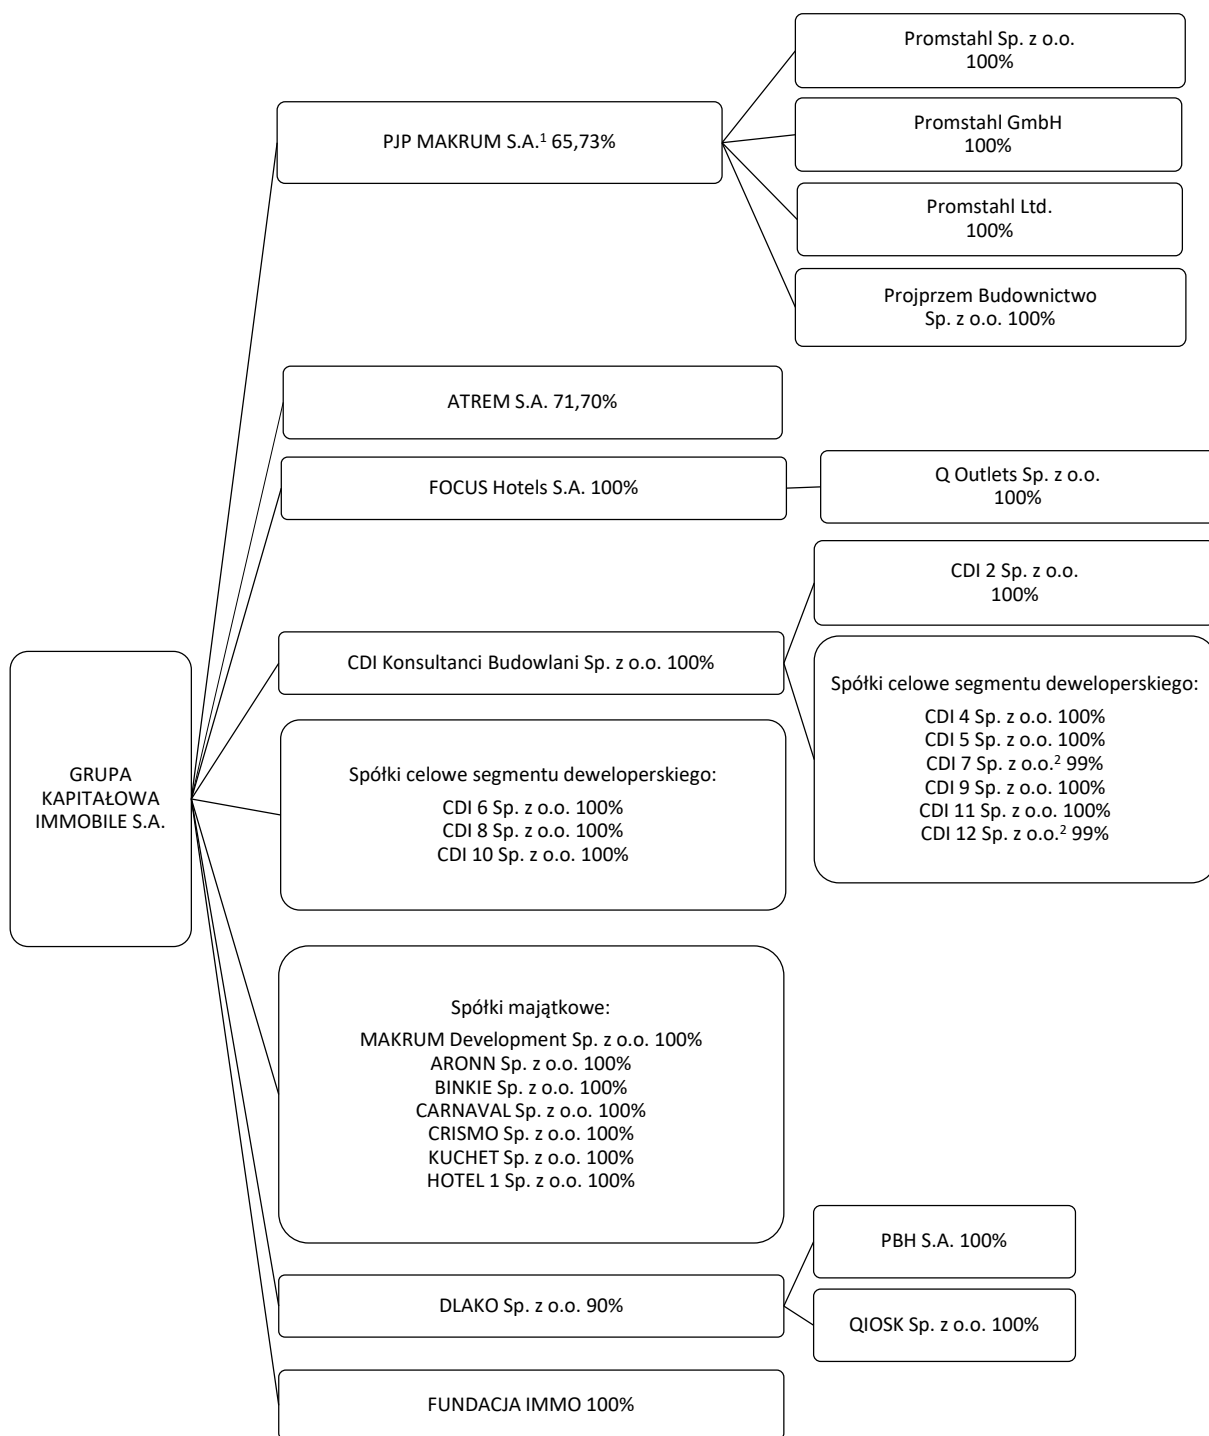 GRUPA
KAPITAŁOWA
IMMOBILE S.A.
PJP MAKRUM S.A.¹ 65,73%
Promstahl Sp. z o.o.
100%
Promstahl GmbH
100%
Promstahl Ltd.
100%
Projprzem Budownictwo
Sp. z o.o. 100%
ATREM S.A. 71,70%
FOCUS Hotels S.A. 100%
Q Outlets Sp. z o.o.
100%
CDI Konsultanci Budowlani Sp. z o.o. 100%
CDI 2 Sp. z o.o.
100%
Spółki celowe segmentu deweloperskiego:
CDI 4 Sp. z o.o. 100%
CDI 5 Sp. z o.o. 100%
CDI 7 Sp. z o.o.² 99%
CDI 9 Sp. z o.o. 100%
CDI 11 Sp. z o.o. 100%
CDI 12 Sp. z o.o.² 99%
Spółki celowe segmentu deweloperskiego:
CDI 6 Sp. z o.o. 100%
CDI 8 Sp. z o.o. 100%
CDI 10 Sp. z o.o. 100%
Spółki majątkowe:
MAKRUM Development Sp. z o.o. 100%
ARONN Sp. z o.o. 100%
BINKIE Sp. z o.o. 100%
CARNAVAL Sp. z o.o. 100%
CRISMO Sp. z o.o. 100%
KUCHET Sp. z o.o. 100%
HOTEL 1 Sp. z o.o. 100%
DLAKO Sp. z o.o. 90%
PBH S.A. 100%
QIOSK Sp. z o.o. 100%
FUNDACJA IMMO 100%